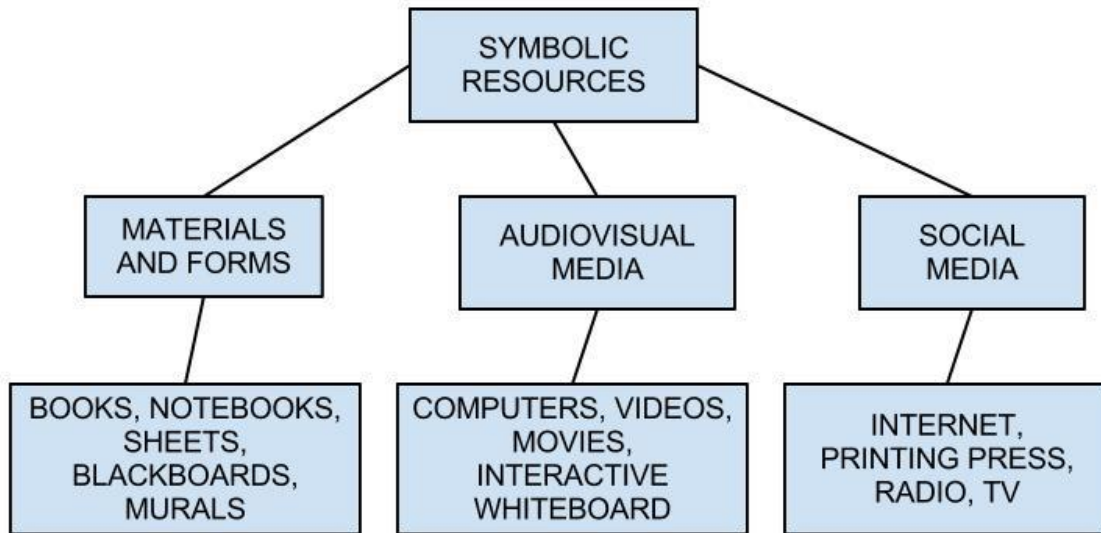 SYMBOLIC
RESOURCES
MATERIALS
AND FORMS
AUDIOVISUAL
MEDIA
SOCIAL
MEDIA
BOOKS, NOTEBOOKS,
SHEETS,
BLACKBOARDS,
MURALS
COMPUTERS, VIDEOS,
MOVIES,
INTERACTIVE
WHITEBOARD
INTERNET,
PRINTING PRESS,
RADIO, TV